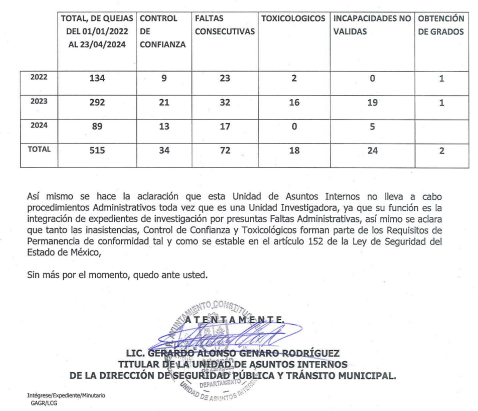 TOTAL, DE QUEJAS DEL 01/01/2022 AL 23/04/2024 | CONTROL DE CONFIANZA | FALTAS CONSECUTIVAS | TOXICOLOGICOS | INCAPACIDADES NO VALIDAS | OBTENCIÓN DE GRADOS
2022 134 9 23 2 0 1
2023 292 21 32 16 19 1
2024 89 13 17 0 5
TOTAL 515 34 72 18 24 2
Así mismo se hace la aclaración que esta Unidad de Asuntos Internos no lleva a cabo
procedimientos Administrativos toda vez que es una Unidad Investigadora, ya que su función es la
integración de expedientes de investigación por presuntas Faltas Administrativas, así mimo se aclara
que tanto las inasistencias, Control de Confianza y Toxicológicos forman parte de los Requisitos de
Permanencia de conformidad tal y como se estable en el artículo 152 de la Ley de Seguridad del
Estado de México,
Sin más por el momento, quedo ante usted.
AYUNTAMIENTO CONSTITUC
A T E N T A M E N T E.
LIC. GERARDO ALONSO GENARO RODRÍGUEZ
TITULAR DE LA UNIDAD DE ASUNTOS INTERNOS
DE LA DIRECCIÓN DE SEGURIDAD PÚBLICA Y TRÁNSITO MUNICIPAL.
DEPARTAMENTO
UNIDAD DE ASUNTOS INTERNOS
Intégrese/Expediente/Minutario
GAGR/LCG